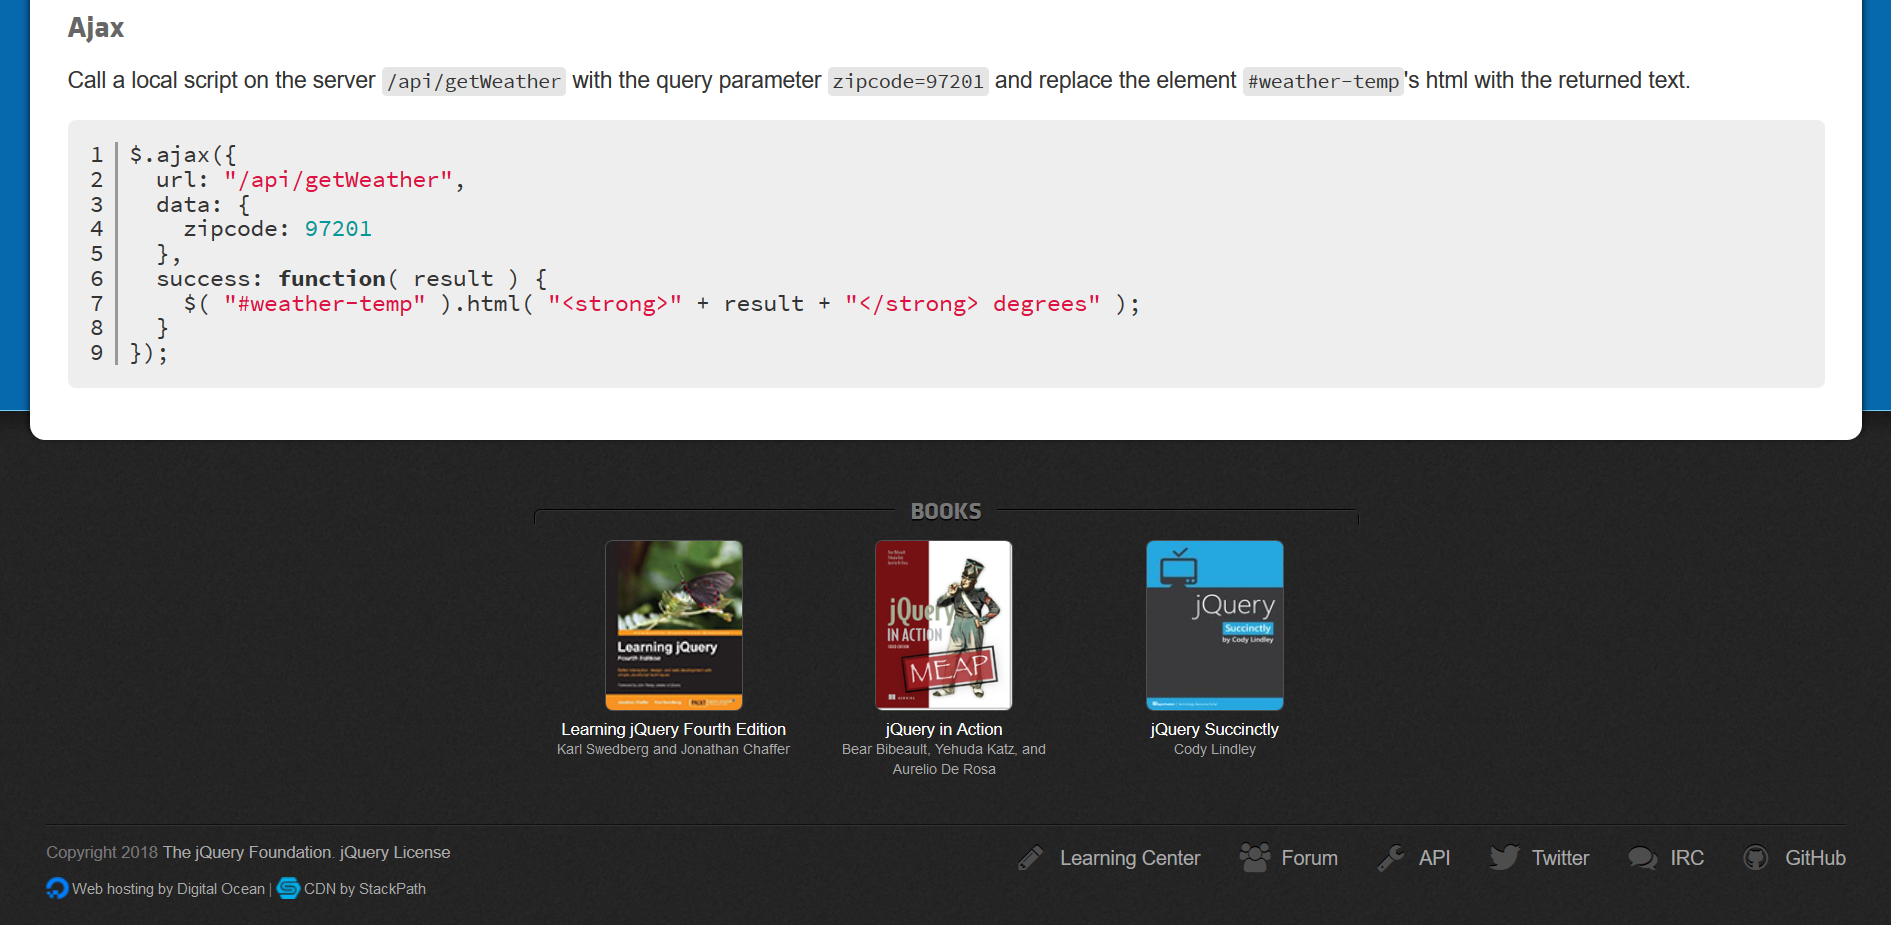 Ajax
Call a local script on the server /api/getWeather with the query parameter zipcode=97201 and replace the element #weather-temp's html with the returned text.
1 $.ajax({
2   url: "/api/getWeather",
3   data: {
4     zipcode: 97201
5   },
6   success: function( result ) {
7     $( "#weather-temp" ).html( "<strong>" + result + "</strong> degrees" );
8   }
9 });
BOOKS
Learning jQuery
Fourth Edition
jQuery
IN ACTION
MEAP
MANNING
jQuery
Succinctly
by Cody Lindley
Learning jQuery Fourth Edition
Karl Swedberg and Jonathan Chaffer
jQuery in Action
Bear Bibeault, Yehuda Katz, and
Aurelio De Rosa
jQuery Succinctly
Cody Lindley
Copyright 2018 The jQuery Foundation. jQuery License
Web hosting by Digital Ocean | CDN by StackPath
Learning Center
Forum
API
Twitter
IRC
GitHub